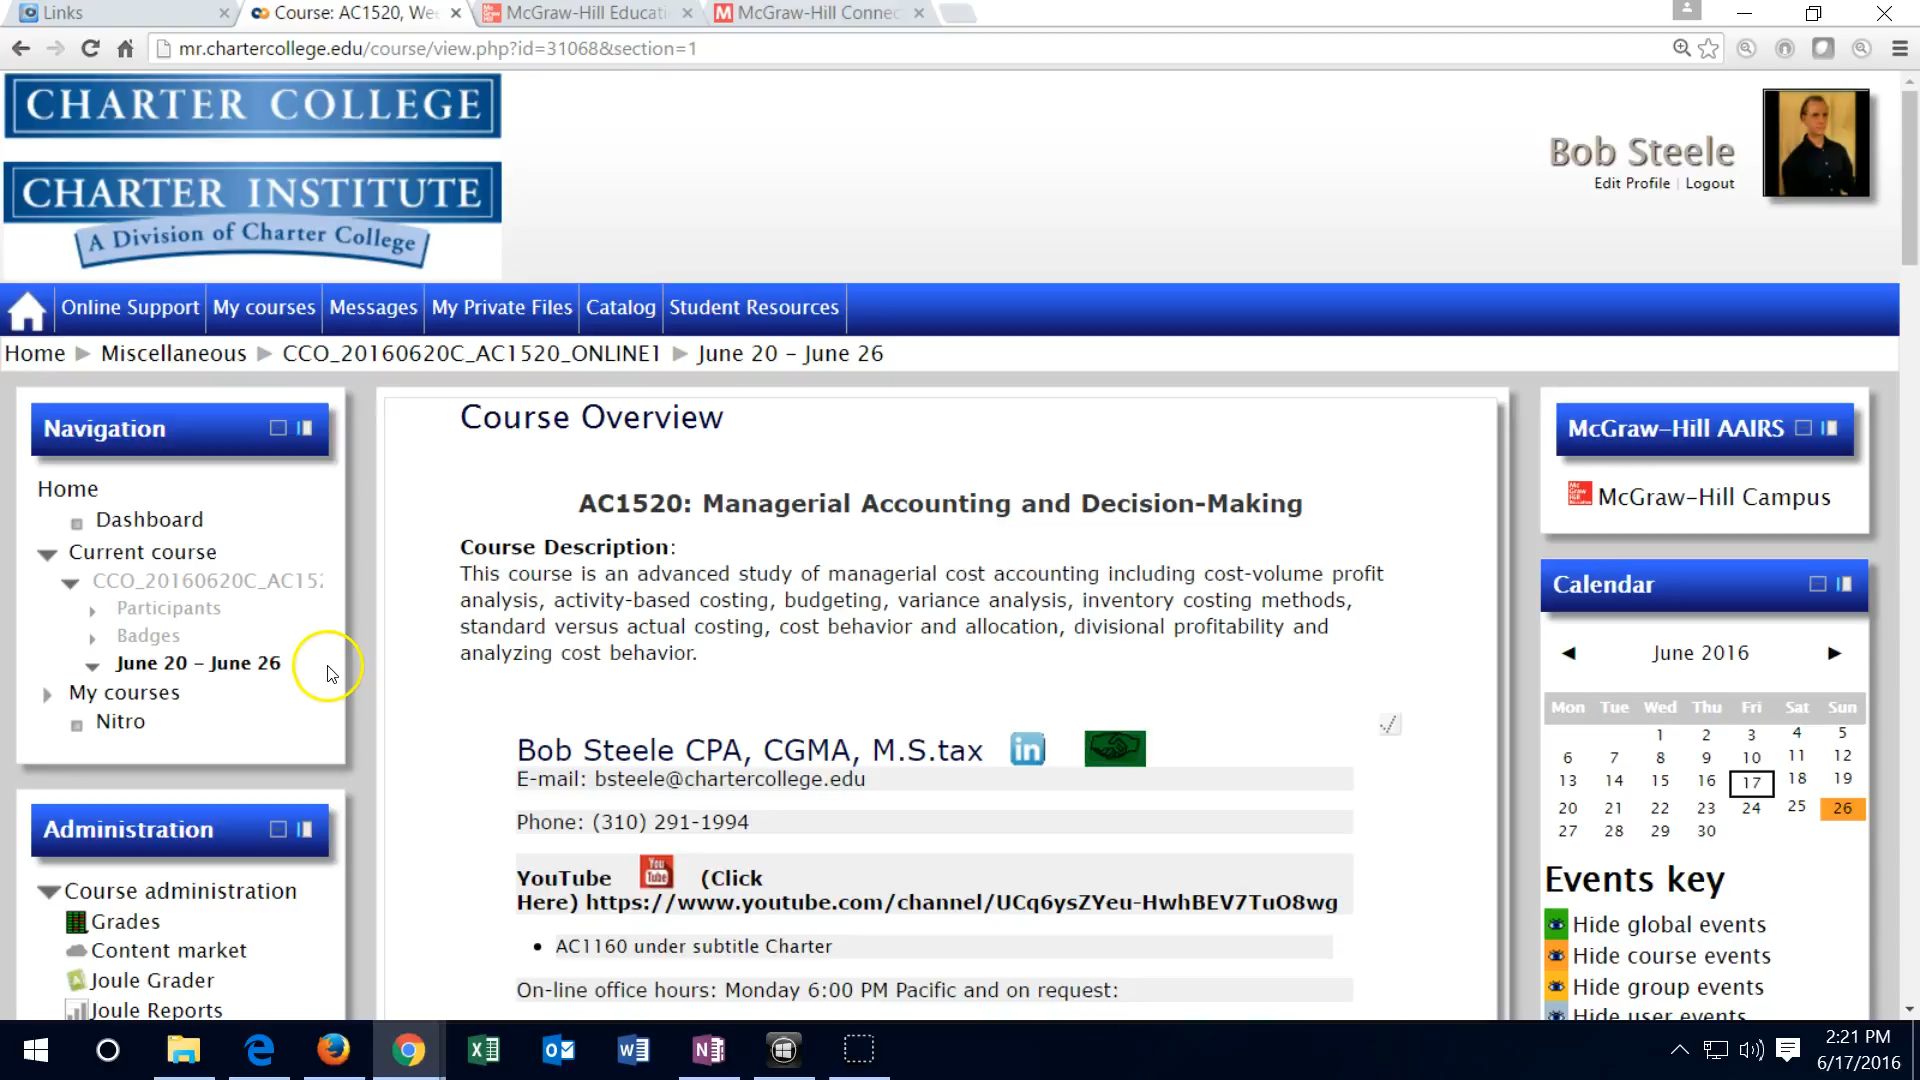 Links
Course: AC1520, Wee
McGraw-Hill Educati
McGraw-Hill Connec
mr.chartercollege.edu/course/view.php?id=31068&section=1
CHARTER COLLEGE
CHARTER INSTITUTE
A Division of Charter College
Bob Steele
Edit Profile | Logout
Online Support
My courses
Messages
My Private Files
Catalog
Student Resources
Home ▶ Miscellaneous ▶ CCO_20160620C_AC1520_ONLINE1 ▶ June 20 - June 26
Navigation
Home
Dashboard
Current course
CCO_20160620C_AC152
Participants
Badges
June 20 - June 26
My courses
Nitro
Administration
Course administration
Grades
Content market
Joule Grader
Joule Reports
Course Overview
AC1520: Managerial Accounting and Decision-Making
Course Description:
This course is an advanced study of managerial cost accounting including cost-volume profit
analysis, activity-based costing, budgeting, variance analysis, inventory costing methods,
standard versus actual costing, cost behavior and allocation, divisional profitability and
analyzing cost behavior.
Bob Steele CPA, CGMA, M.S.tax
in
E-mail: bsteele@chartercollege.edu
Phone: (310) 291-1994
YouTube You Tube (Click
Here) https://www.youtube.com/channel/UCq6ysZYeu-HwhBEV7TuO8wg
• AC1160 under subtitle Charter
On-line office hours: Monday 6:00 PM Pacific and on request:
McGraw-Hill AAIRS
McGraw-Hill Campus
Calendar
◀ June 2016 ▶
Mon Tue Wed Thu Fri Sat Sun
1 2 3 4 5
6 7 8 9 10 11 12
13 14 15 16 17 18 19
20 21 22 23 24 25 26
27 28 29 30
Events key
Hide global events
Hide course events
Hide group events
Hide user events
2:21 PM
6/17/2016